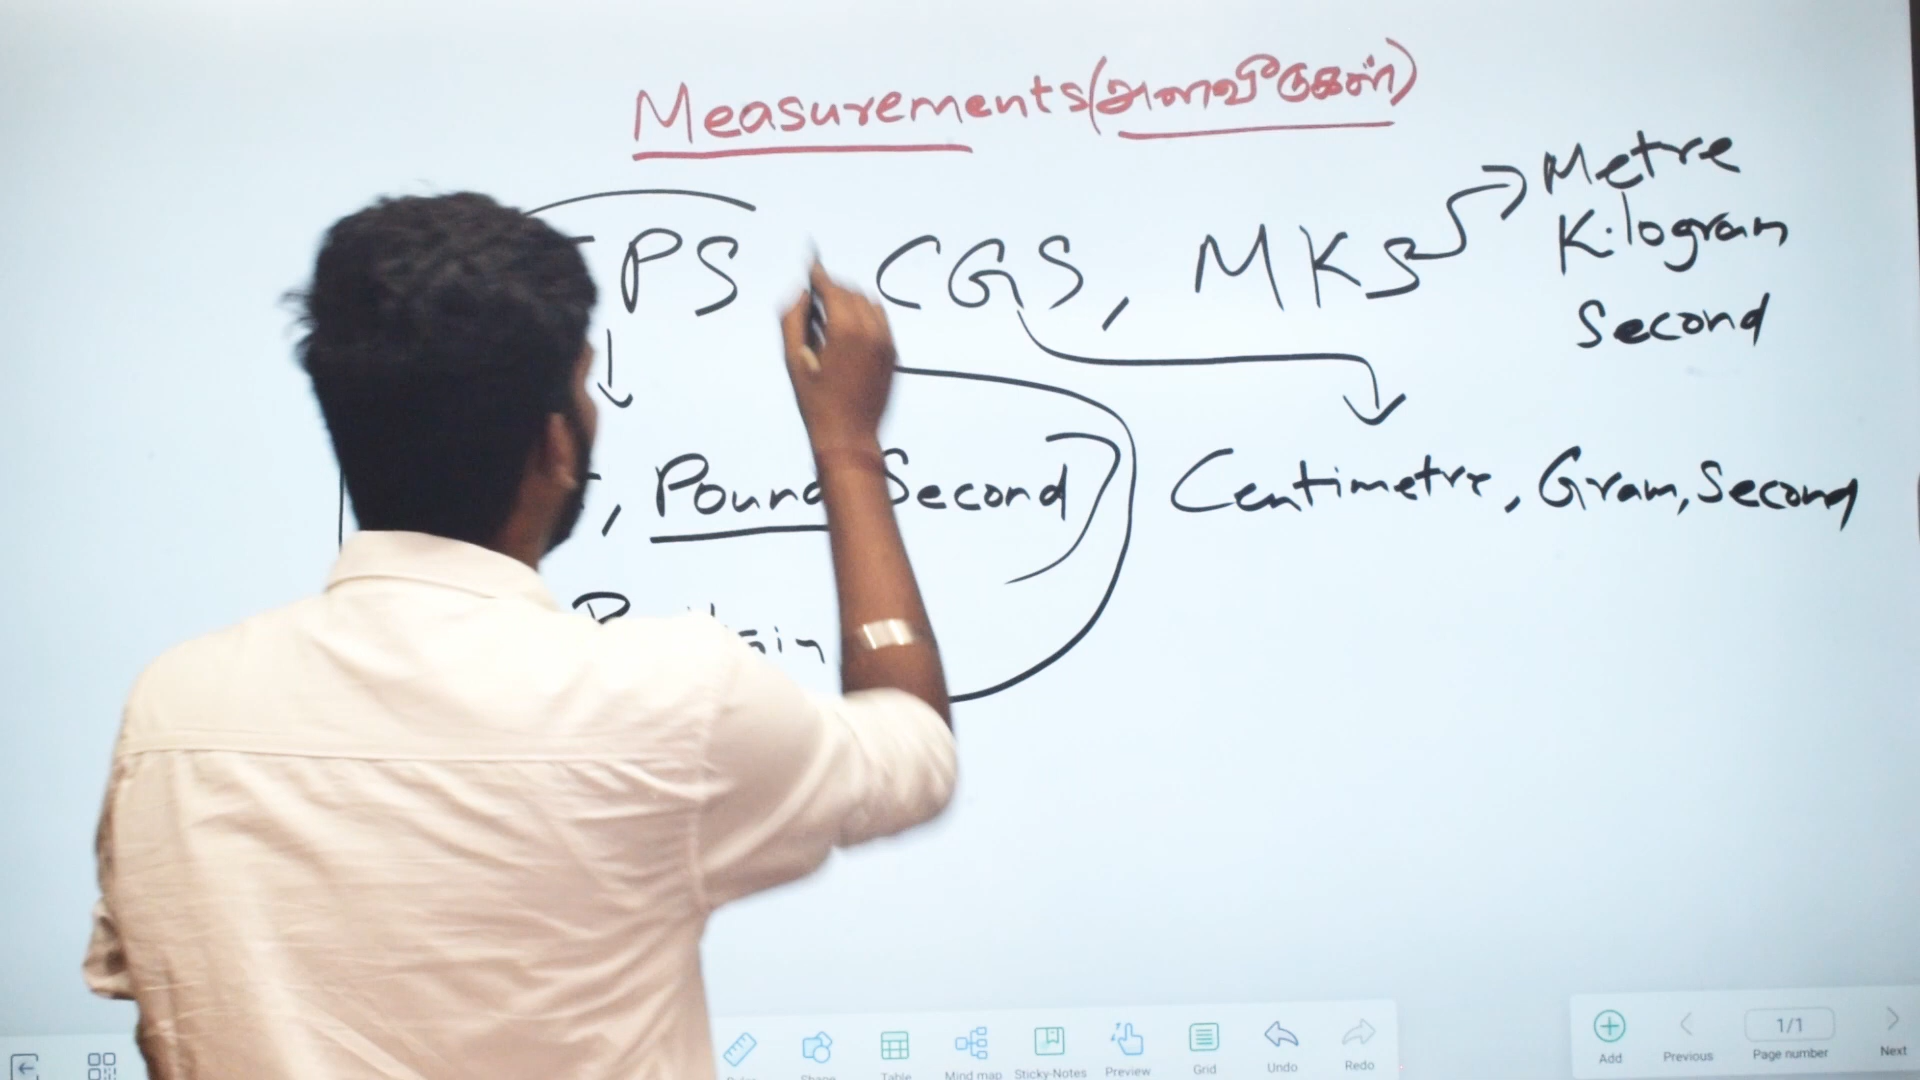 Measurements (அளவீடுகள்)
PS CGS, MKS
Metre
Kilogram
Second
, Pound Second
Centimetre, Gram, Second
Shape
Table
Mind map
Sticky Notes
Preview
Grid
Undo
Redo
Add
Previous
1/1
Page number
Next